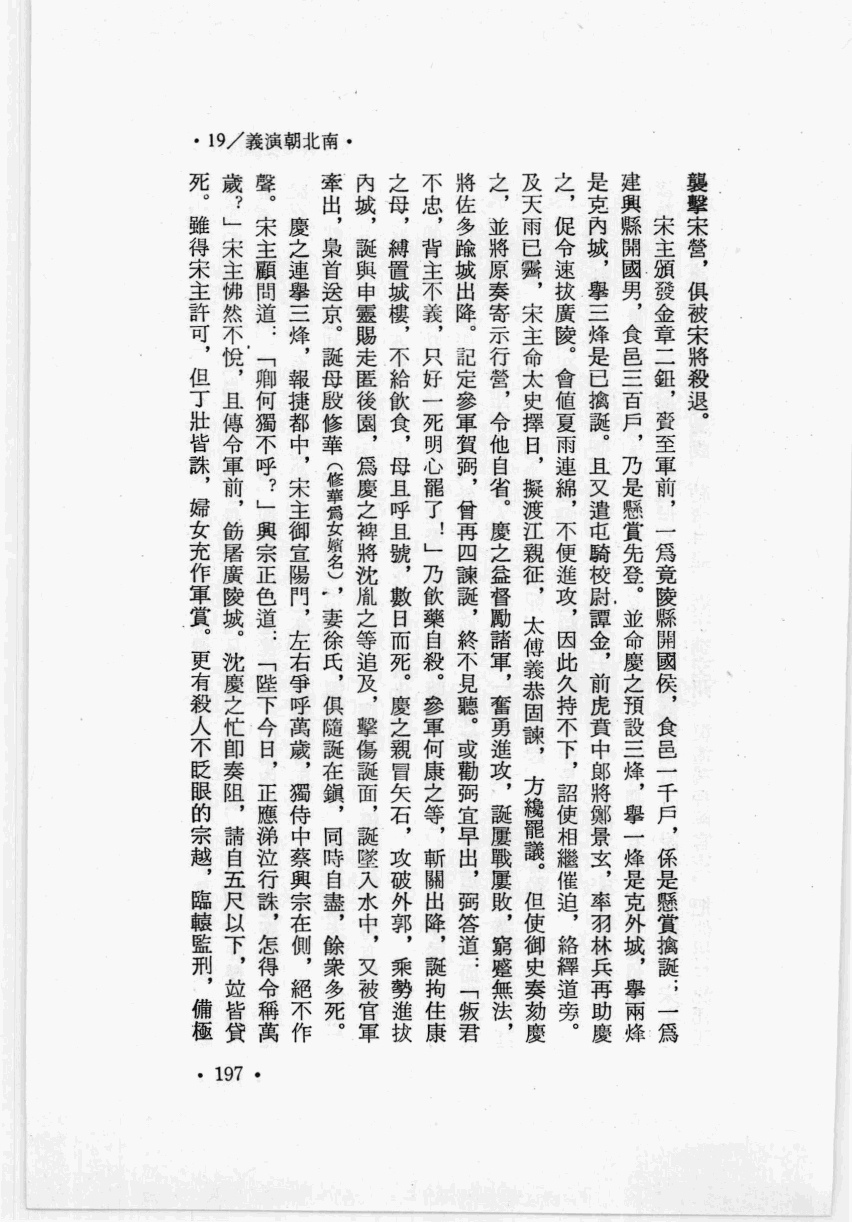 ・南北朝演義／19・
襲擊宋營，俱被宋將殺退。
宋主頒發金章二鈕，賫至軍前，一爲竟陵縣開國侯，食邑一千戶，係是懸賞擒誕；一爲
建興縣開國男，食邑三百戶，乃是懸賞先登。並命慶之預設三烽，舉一烽是克外城，舉兩烽
是克內城，舉三烽是已擒誕。且又遣屯騎校尉譚金，前虎賁中郎將鄭景玄，率羽林兵再助慶
之，促令速拔廣陵。會值夏雨連綿，不便進攻，因此久持不下，詔使相繼催迫，絡繹道旁。
及天雨已霽，宋主命太史擇日，擬渡江親征，太傅義恭固諫，方纔罷議。但使御史奏劾慶
之，並將原奏寄示行營，令他自省。慶之益督勵諸軍，奮勇進攻，誕屢戰屢敗，窮蹙無法，
將佐多踰城出降。記定參軍賀弼，曾再四諫誕，終不見聽。或勸弼宜早出，弼答道：「叛君
不忠，背主不義，只好一死明心罷了！」乃飲藥自殺。參軍何康之等，斬關出降，誕拘住康
之母，縛置城樓，不給飲食，母且呼且號，數日而死。慶之親冒矢石，攻破外郭，乘勢進拔
內城，誕與申靈賜走匿後園，爲慶之裨將沈胤之等追及，擊傷誕面，誕墜入水中，又被官軍
牽出，梟首送京。誕母殷修華（修華爲女嬪名），妻徐氏，俱隨誕在鎮，同時自盡，餘衆多死。
慶之連舉三烽，報捷都中，宋主御宣陽門，左右爭呼萬歲，獨侍中蔡興宗在側，絕不作
聲。宋主顧問道：「卿何獨不呼？」興宗正色道：「陛下今日，正應涕泣行誅，怎得令稱萬
歲？」宋主怫然不悅，且傳令軍前，飭屠廣陵城。沈慶之忙卽奏阻，請自五尺以下，竝皆貸
死。雖得宋主許可，但丁壯皆誅，婦女充作軍賞。更有殺人不眨眼的宗越，臨轅監刑，備極
・197・